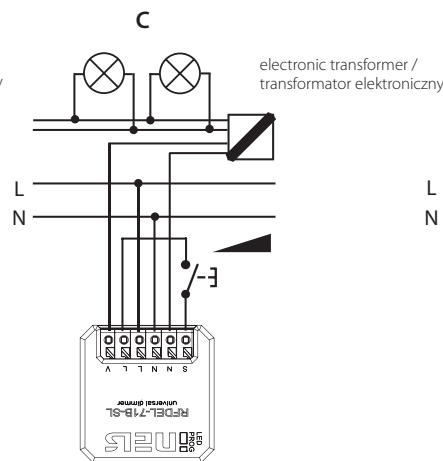 C
electronic transformer /
transformator elektroniczny
/
L
N
L
N
V L L N N S
universal dimmer
RFDEL-71B-SL
LED
PROG